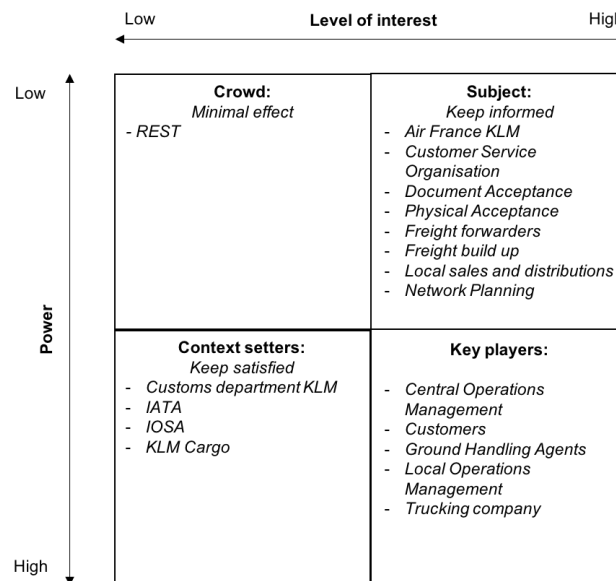 Low Level of interest High
Low
Power
High
Crowd:
Minimal effect
- REST
Subject:
Keep informed
- Air France KLM
- Customer Service
Organisation
- Document Acceptance
- Physical Acceptance
- Freight forwarders
- Freight build up
- Local sales and distributions
- Network Planning
Context setters:
Keep satisfied
- Customs department KLM
- IATA
- IOSA
- KLM Cargo
Key players:
- Central Operations
Management
- Customers
- Ground Handling Agents
- Local Operations
Management
- Trucking company